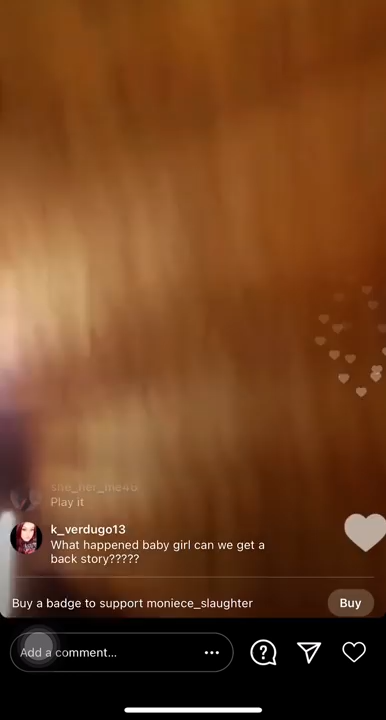 she_her_me46
Play it
k_verdugo13
What happened baby girl can we get a
back story?????
Buy a badge to support moniece_slaughter
Buy
Add a comment...